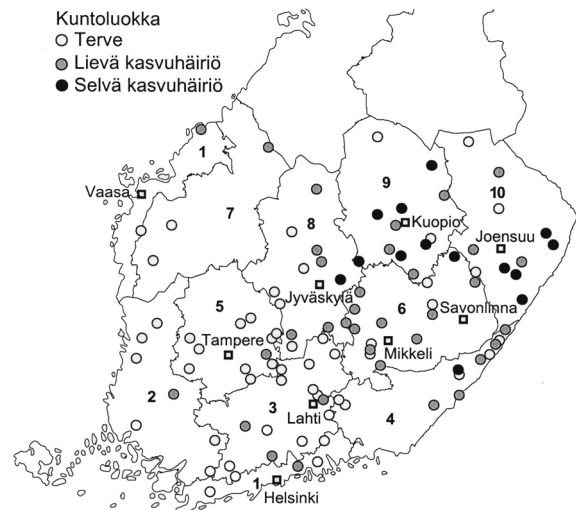 Kuntoluokka
Terve
Lievä kasvuhäiriö
Selvä kasvuhäiriö
1
9
10
Vaasa
7
8
Kuopio
Joensuu
Jyväskylä
5
6
Savonlinna
Tampere
Mikkeli
2
3
Lahti
4
1
Helsinki